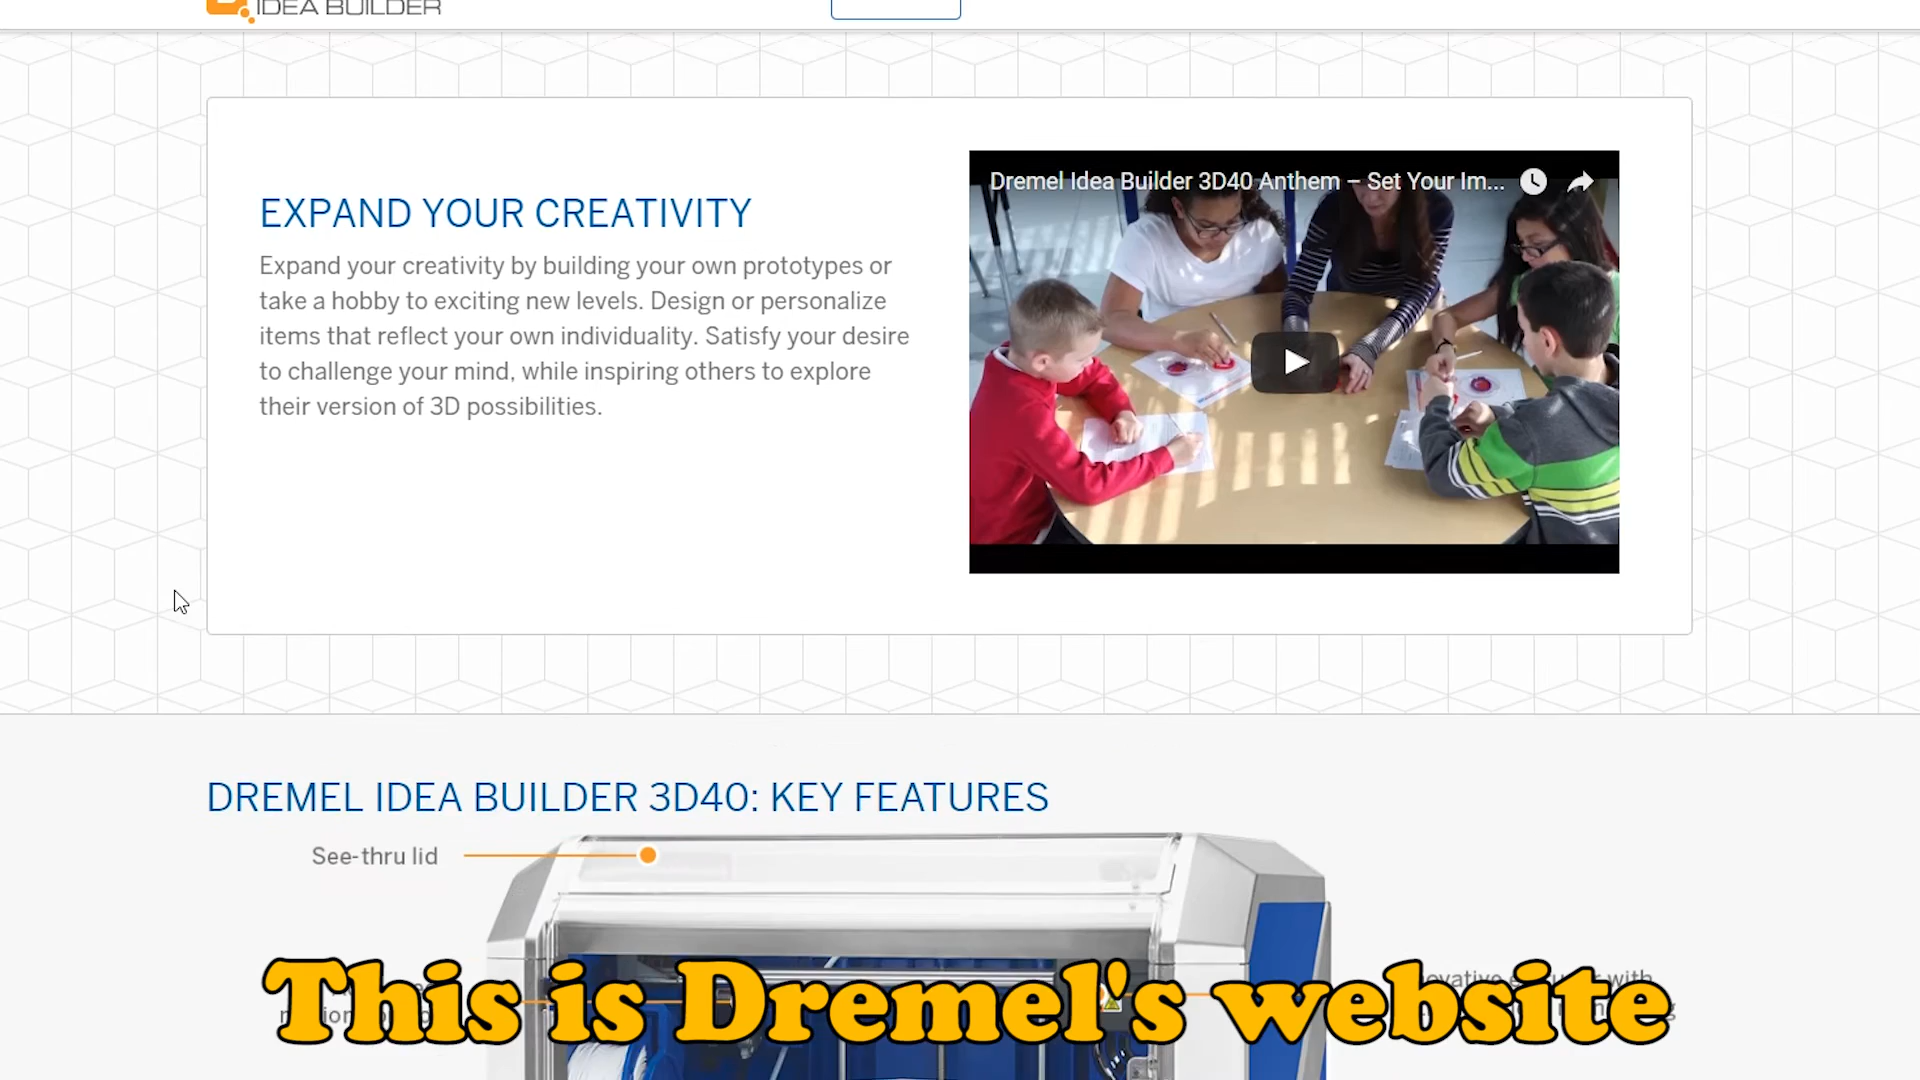 IDEA BUILDER
Dremel Idea Builder 3D40 Anthem – Set Your Im...
EXPAND YOUR CREATIVITY
Expand your creativity by building your own prototypes or
take a hobby to exciting new levels. Design or personalize
items that reflect your own individuality. Satisfy your desire
to challenge your mind, while inspiring others to explore
their version of 3D possibilities.
DREMEL IDEA BUILDER 3D40: KEY FEATURES
See-thru lid
with
This is Dremel's website